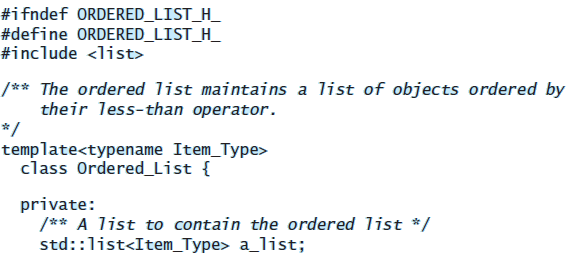 #ifndef ORDERED_LIST_H_
#define ORDERED_LIST_H_
#include <list>
/** The ordered list maintains a list of objects ordered by
their less-than operator.
*/
template<typename Item_Type>
class Ordered_List {
private:
/** A list to contain the ordered list */
std::list<Item_Type> a_list;